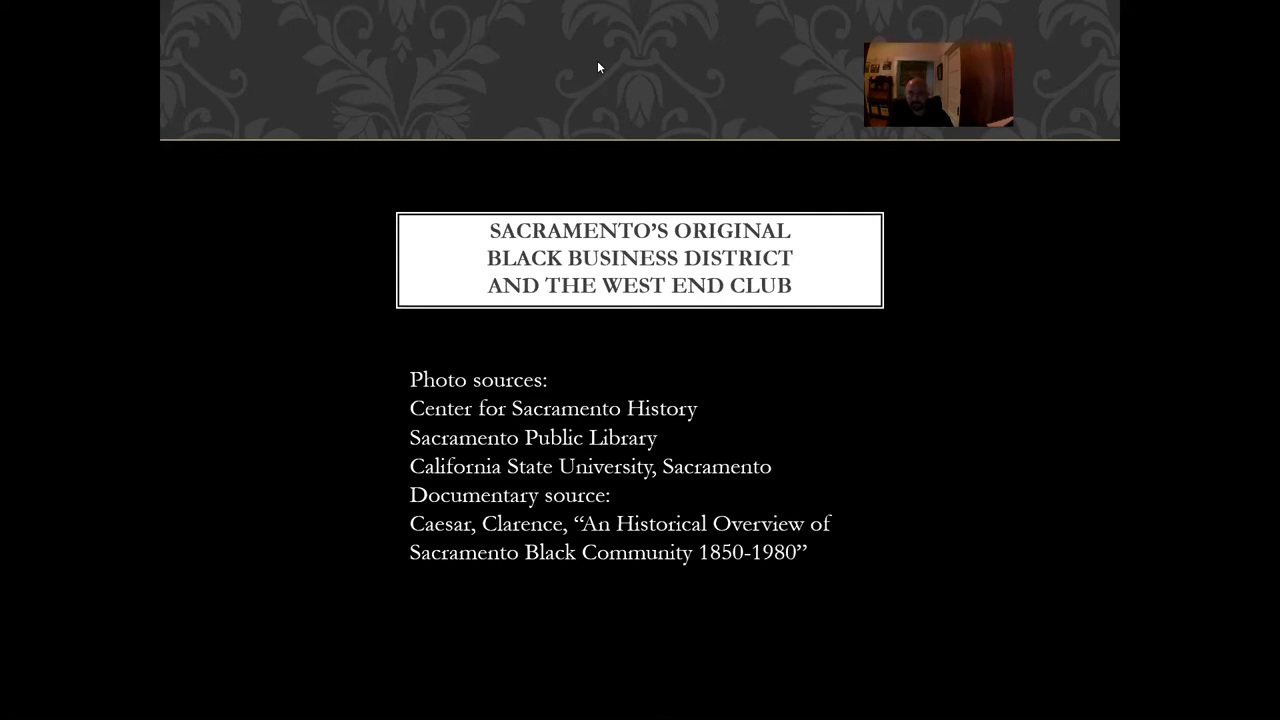 SACRAMENTO’S ORIGINAL
BLACK BUSINESS DISTRICT
AND THE WEST END CLUB
Photo sources:
Center for Sacramento History
Sacramento Public Library
California State University, Sacramento
Documentary source:
Caesar, Clarence, “An Historical Overview of
Sacramento Black Community 1850-1980”